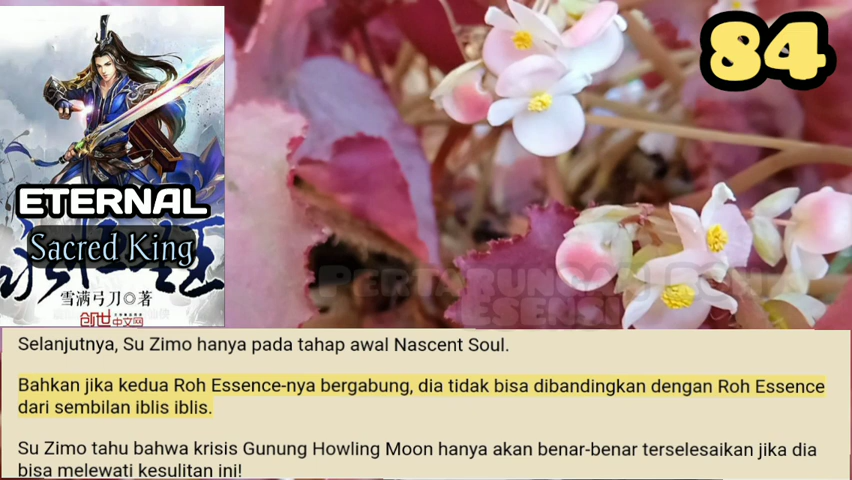 84
ETERNAL
Sacred King
雪满弓刀◎著
创世中文网
PERTARUNGAN ROH
ESENSI
Selanjutnya, Su Zimo hanya pada tahap awal Nascent Soul.
Bahkan jika kedua Roh Essence-nya bergabung, dia tidak bisa dibandingkan dengan Roh Essence
dari sembilan iblis iblis.
Su Zimo tahu bahwa krisis Gunung Howling Moon hanya akan benar-benar terselesaikan jika dia
bisa melewati kesulitan ini!